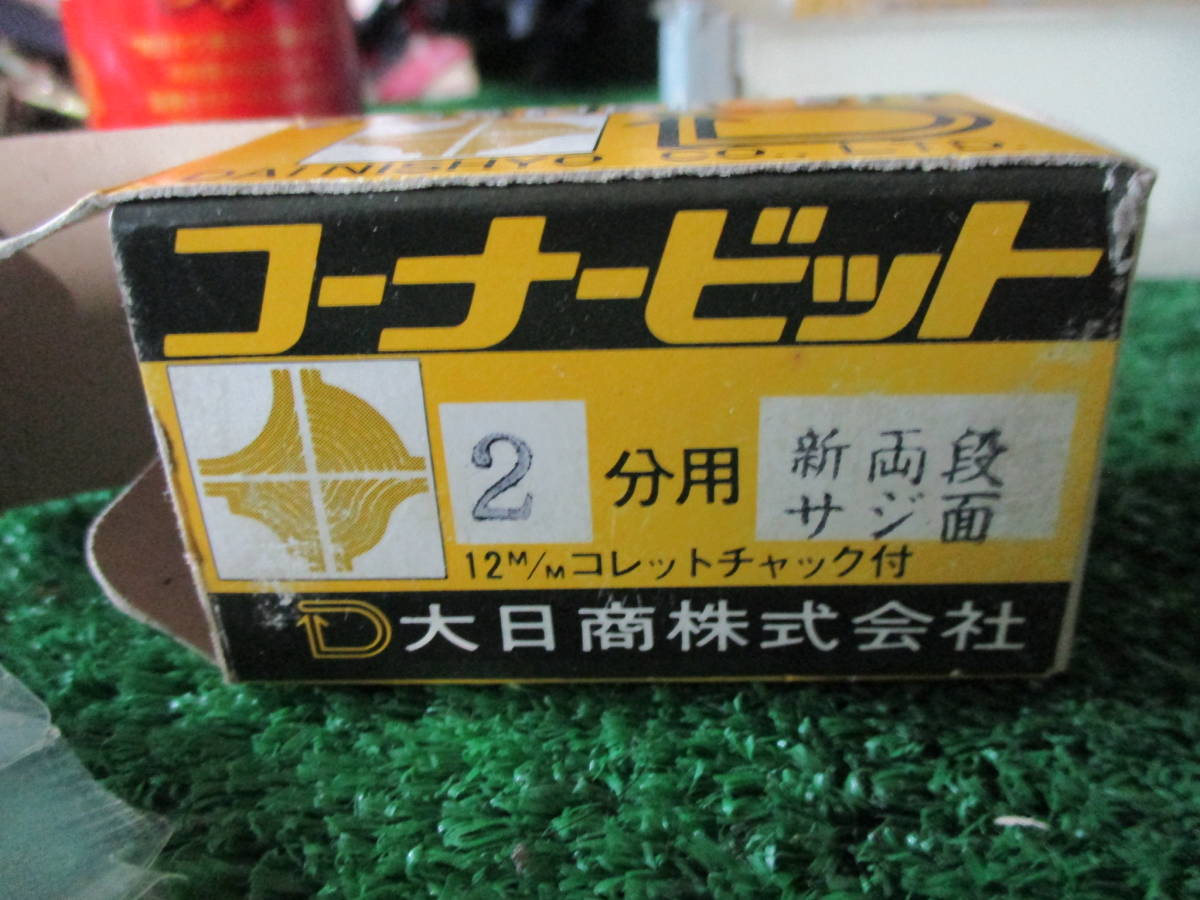 DAINISHYO CO., LTD.
コーナービット
2分用
新両段
サジ面
12M/Mコレットチャック付
大日商株式会社